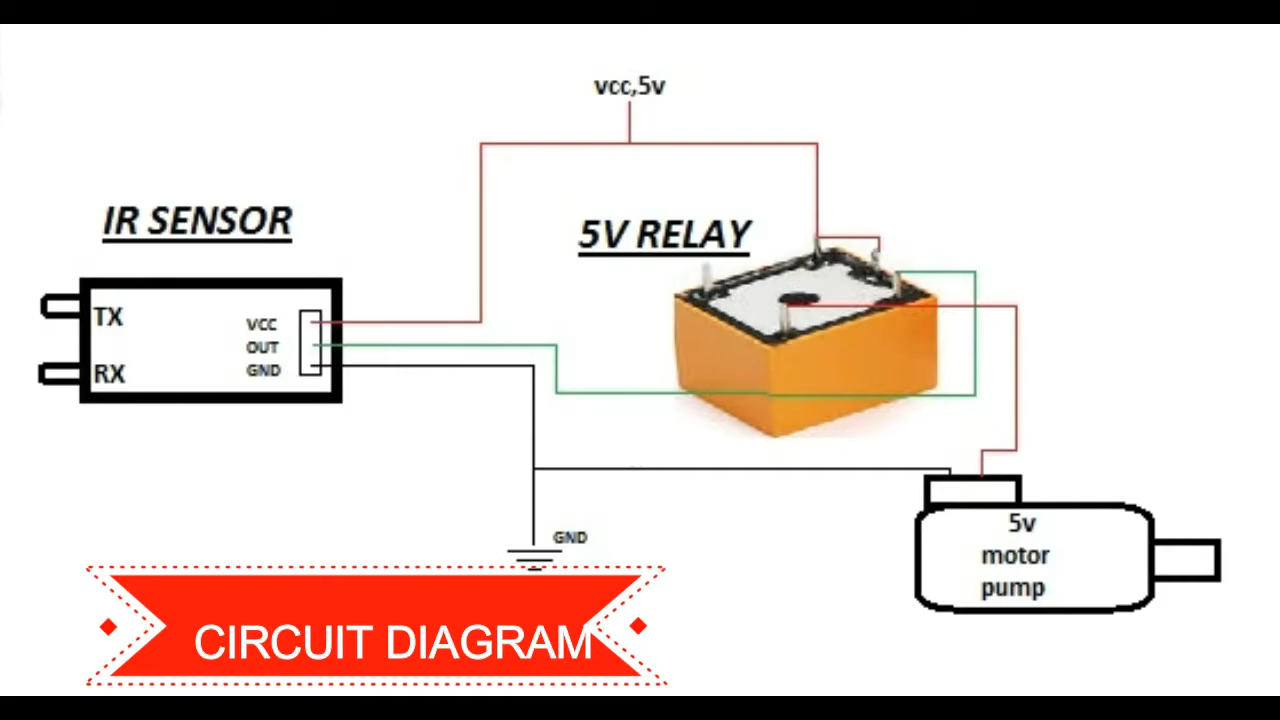 vcc,5v
IR SENSOR
5V RELAY
TX
VCC
OUT
GND
RX
GND
5v
motor
pump
CIRCUIT DIAGRAM